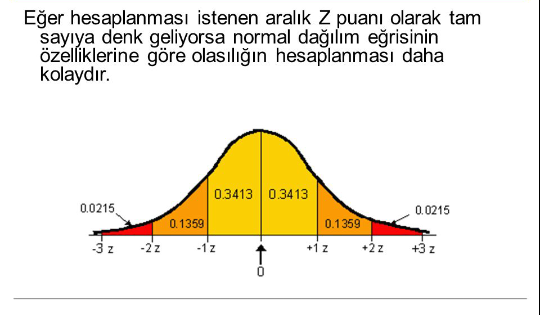 Eğer hesaplanması istenen aralık Z puanı olarak tam
sayıya denk geliyorsa normal dağılım eğrisinin
özelliklerine göre olasılığın hesaplanması daha
kolaydır.
0.3413 0.3413
0.0215 0.0215
0.1359 0.1359
-3 z -2 z -1 z +1 z +2 z +3 z
0